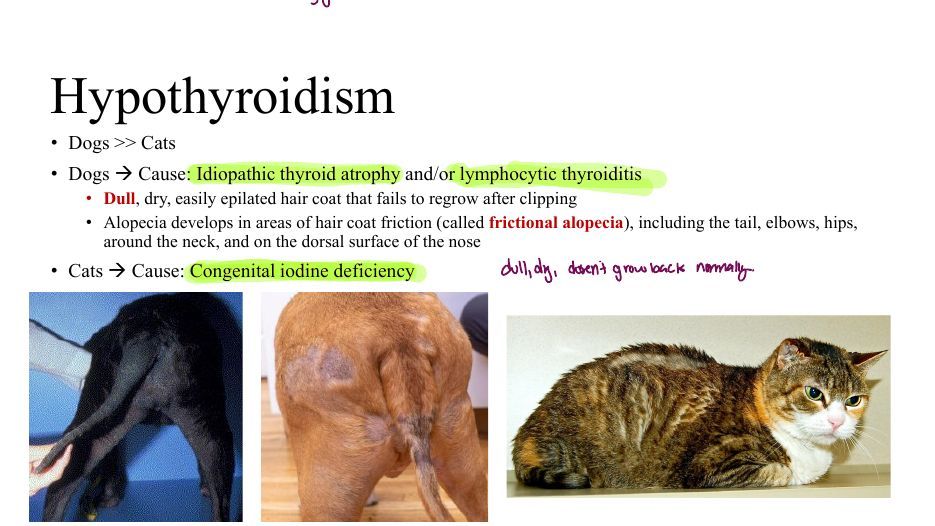 Hypothyroidism
• Dogs >> Cats
• Dogs → Cause: Idiopathic thyroid atrophy and/or lymphocytic thyroiditis
• Dull, dry, easily epilated hair coat that fails to regrow after clipping
• Alopecia develops in areas of hair coat friction (called frictional alopecia), including the tail, elbows, hips,
around the neck, and on the dorsal surface of the nose
• Cats → Cause: Congenital iodine deficiency
dull, dry, doesn't grow back normally